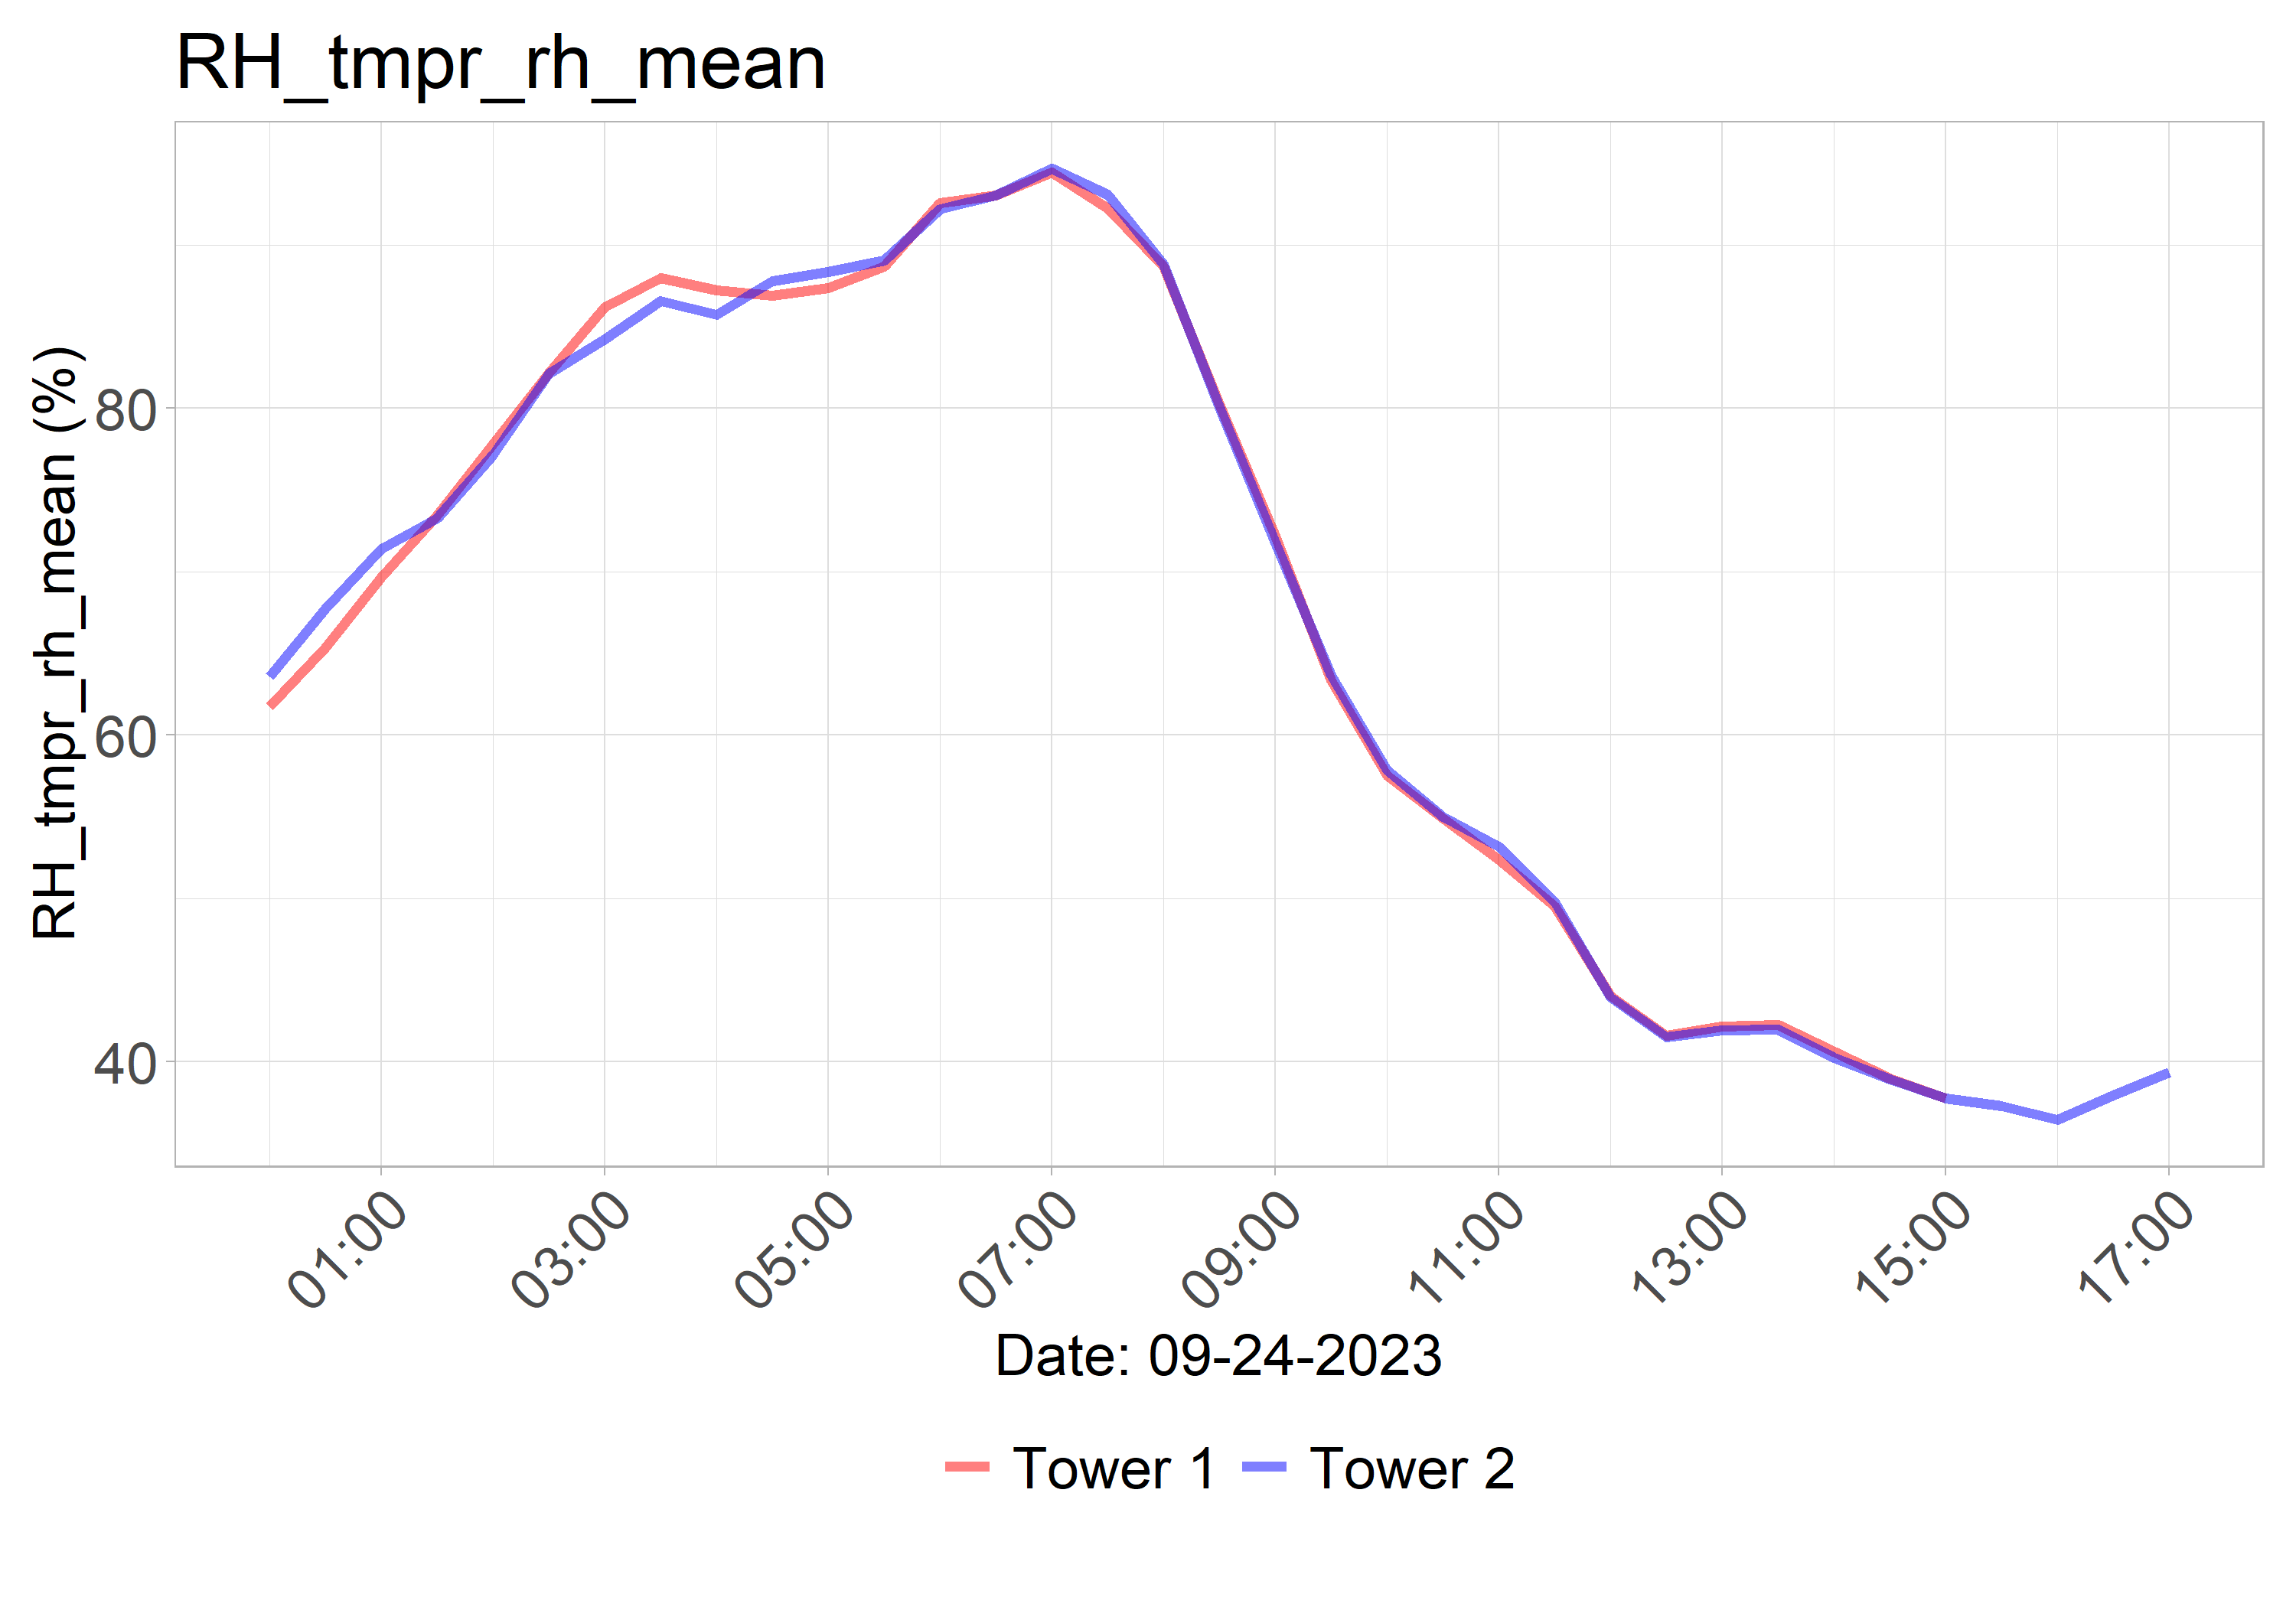 RH_tmpr_rh_mean
RH_tmpr_rh_mean (%)
80
60
40
01:00 03:00 05:00 07:00 09:00 11:00 13:00 15:00 17:00
Date: 09-24-2023
Tower 1 Tower 2